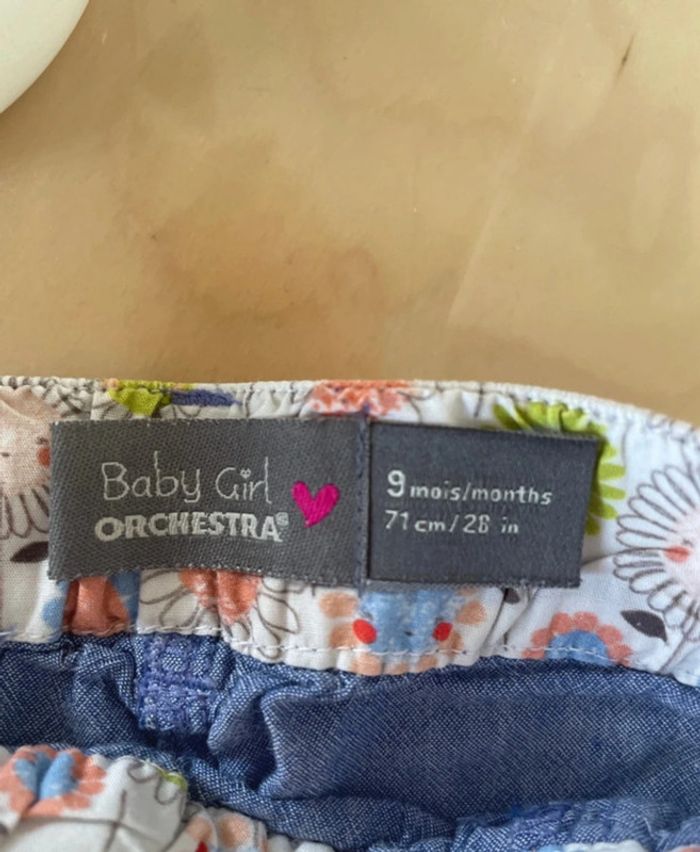 Baby Girl
ORCHESTRA®
9 mois/months
71 cm / 28 in